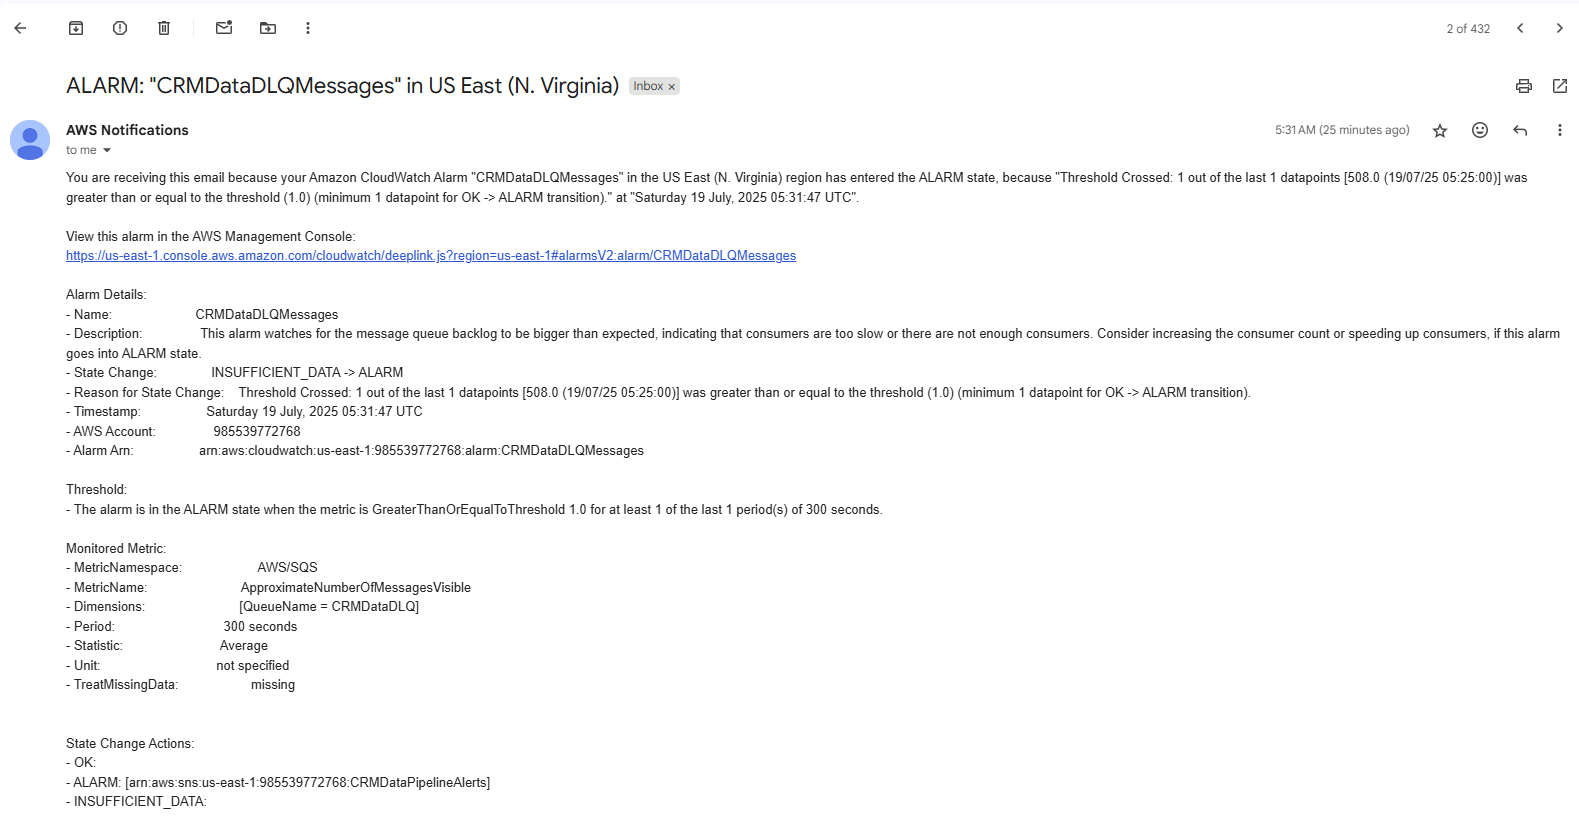 2 of 432
ALARM: "CRMDataDLQMessages" in US East (N. Virginia) Inbox x
AWS Notifications
5:31 AM (25 minutes ago)
to me
You are receiving this email because your Amazon CloudWatch Alarm "CRMDataDLQMessages" in the US East (N. Virginia) region has entered the ALARM state, because "Threshold Crossed: 1 out of the last 1 datapoints [508.0 (19/07/25 05:25:00)] was
greater than or equal to the threshold (1.0) (minimum 1 datapoint for OK -> ALARM transition)." at "Saturday 19 July, 2025 05:31:47 UTC".
View this alarm in the AWS Management Console:
https://us-east-1.console.aws.amazon.com/cloudwatch/deeplink.js?region=us-east-1#alarmsV2:alarm/CRMDataDLQMessages
Alarm Details:
- Name: CRMDataDLQMessages
- Description: This alarm watches for the message queue backlog to be bigger than expected, indicating that consumers are too slow or there are not enough consumers. Consider increasing the consumer count or speeding up consumers, if this alarm
goes into ALARM state.
- State Change: INSUFFICIENT_DATA -> ALARM
- Reason for State Change: Threshold Crossed: 1 out of the last 1 datapoints [508.0 (19/07/25 05:25:00)] was greater than or equal to the threshold (1.0) (minimum 1 datapoint for OK -> ALARM transition).
- Timestamp: Saturday 19 July, 2025 05:31:47 UTC
- AWS Account: 985539772768
- Alarm Arn: arn:aws:cloudwatch:us-east-1:985539772768:alarm:CRMDataDLQMessages
Threshold:
- The alarm is in the ALARM state when the metric is GreaterThanOrEqualToThreshold 1.0 for at least 1 of the last 1 period(s) of 300 seconds.
Monitored Metric:
- MetricNamespace: AWS/SQS
- MetricName: ApproximateNumberOfMessagesVisible
- Dimensions: [QueueName = CRMDataDLQ]
- Period: 300 seconds
- Statistic: Average
- Unit: not specified
- TreatMissingData: missing
State Change Actions:
- OK:
- ALARM: [arn:aws:sns:us-east-1:985539772768:CRMDataPipelineAlerts]
- INSUFFICIENT_DATA: